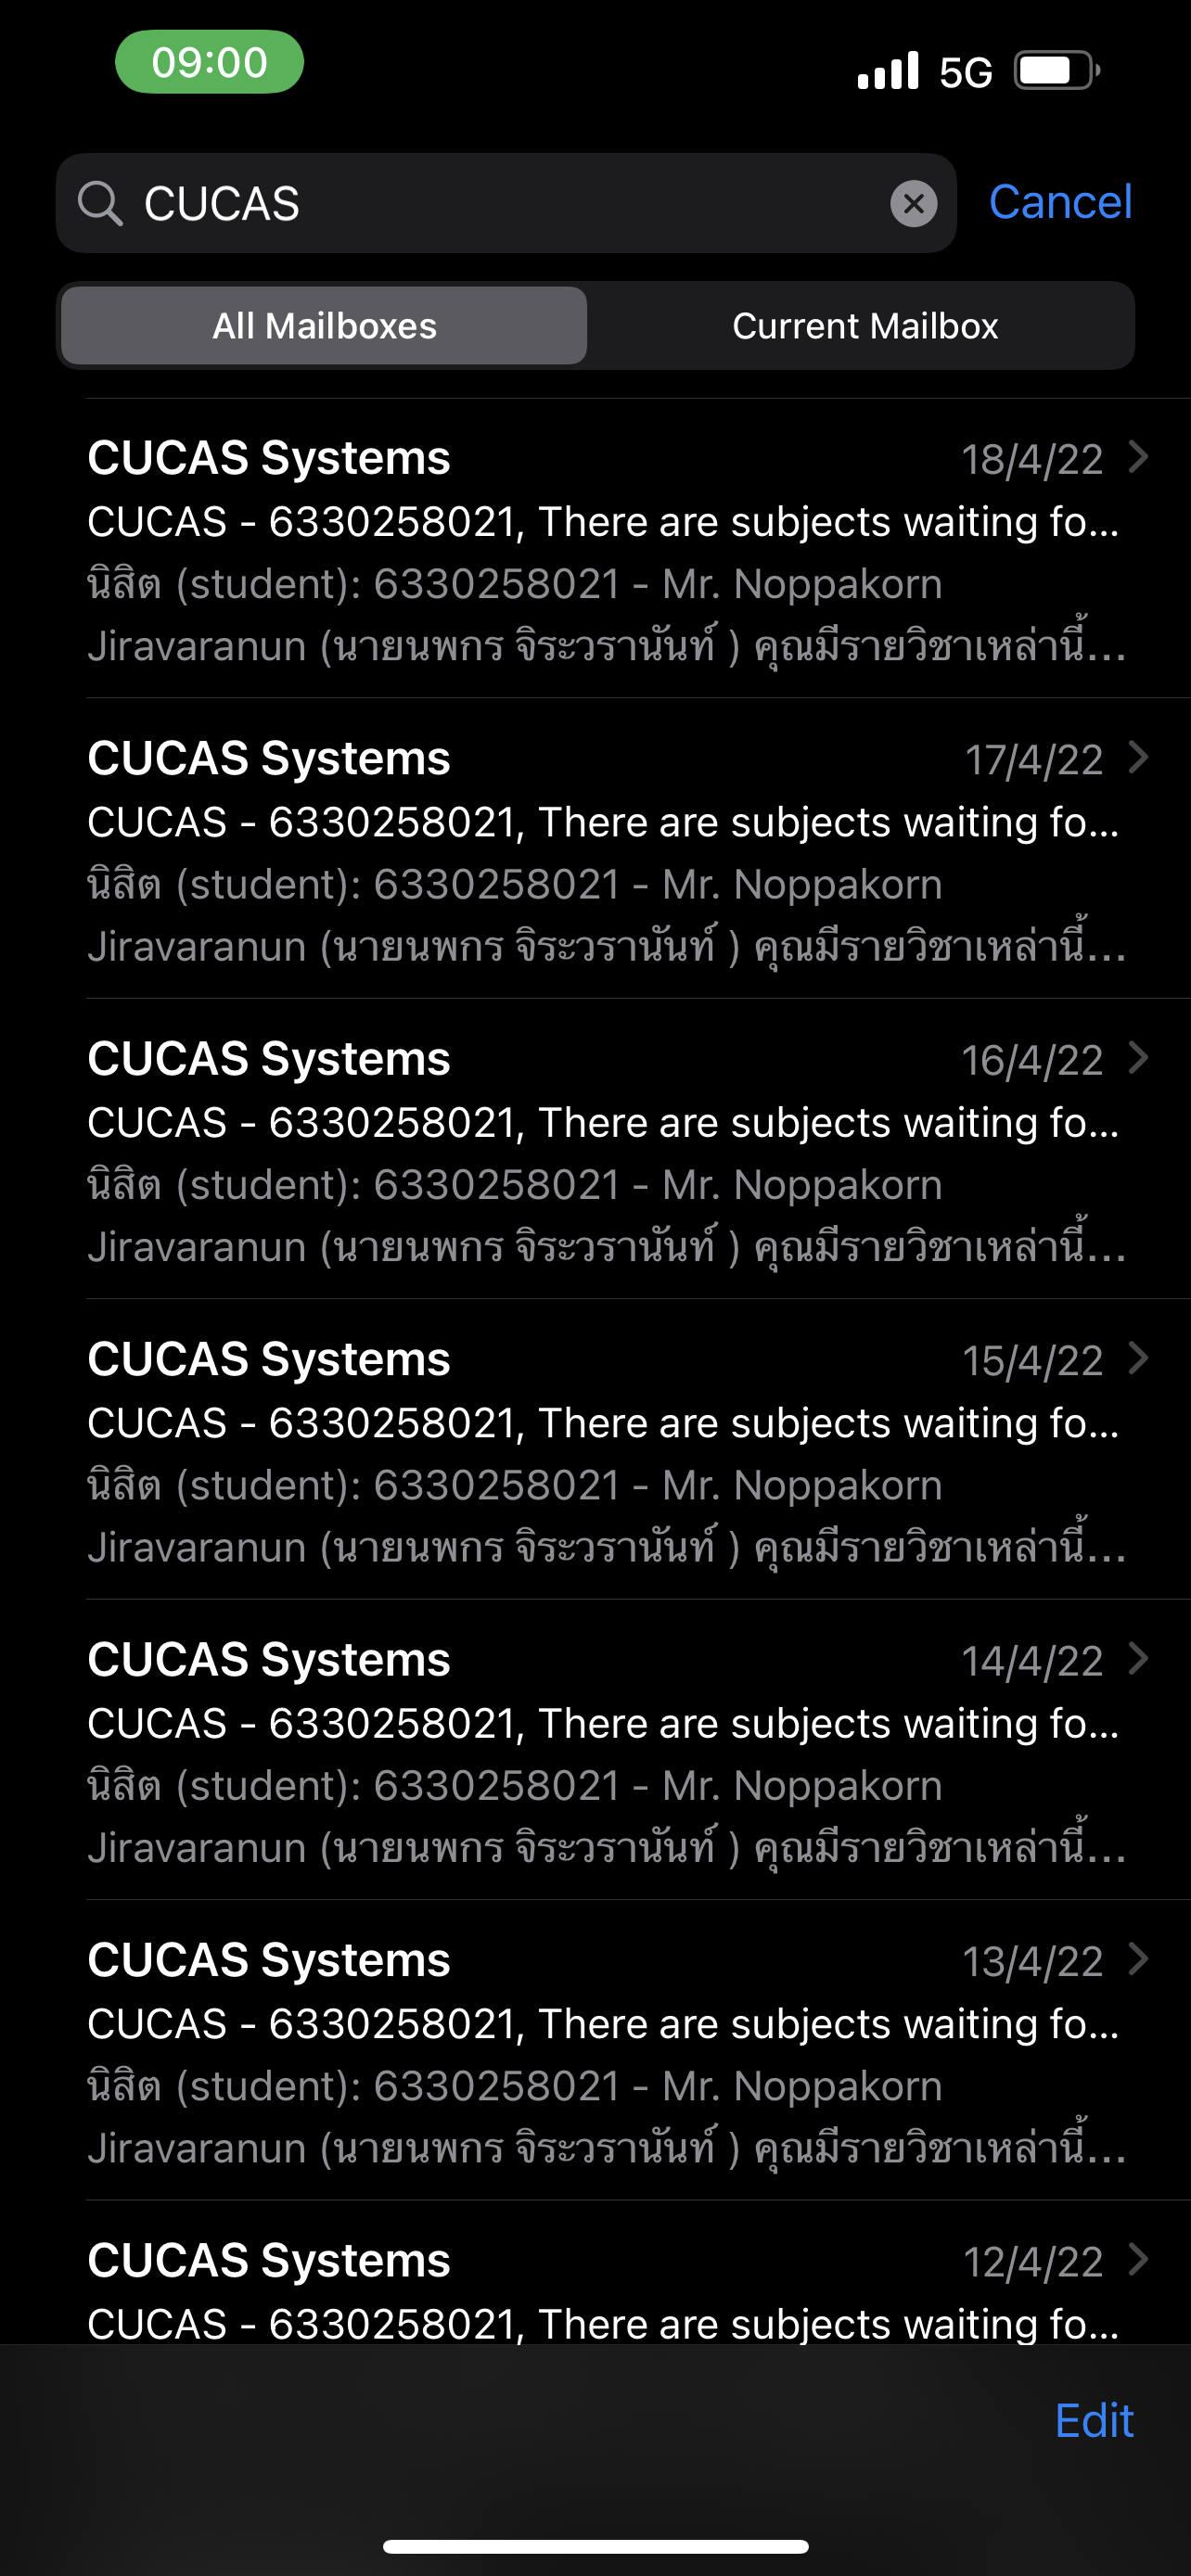 09:00 5G
CUCAS Cancel
All Mailboxes Current Mailbox
CUCAS Systems 18/4/22
CUCAS - 6330258021, There are subjects waiting fo...
นิสิต (student): 6330258021 - Mr. Noppakorn
Jiravaranun (นายนพกร จิระวรานันท์ ) คุณมีรายวิชาเหล่านี้...
CUCAS Systems 17/4/22
CUCAS - 6330258021, There are subjects waiting fo...
นิสิต (student): 6330258021 - Mr. Noppakorn
Jiravaranun (นายนพกร จิระวรานันท์ ) คุณมีรายวิชาเหล่านี้...
CUCAS Systems 16/4/22
CUCAS - 6330258021, There are subjects waiting fo...
นิสิต (student): 6330258021 - Mr. Noppakorn
Jiravaranun (นายนพกร จิระวรานันท์ ) คุณมีรายวิชาเหล่านี้...
CUCAS Systems 15/4/22
CUCAS - 6330258021, There are subjects waiting fo...
นิสิต (student): 6330258021 - Mr. Noppakorn
Jiravaranun (นายนพกร จิระวรานันท์ ) คุณมีรายวิชาเหล่านี้...
CUCAS Systems 14/4/22
CUCAS - 6330258021, There are subjects waiting fo...
นิสิต (student): 6330258021 - Mr. Noppakorn
Jiravaranun (นายนพกร จิระวรานันท์ ) คุณมีรายวิชาเหล่านี้...
CUCAS Systems 13/4/22
CUCAS - 6330258021, There are subjects waiting fo...
นิสิต (student): 6330258021 - Mr. Noppakorn
Jiravaranun (นายนพกร จิระวรานันท์ ) คุณมีรายวิชาเหล่านี้...
CUCAS Systems 12/4/22
CUCAS - 6330258021, There are subjects waiting fo...
Edit